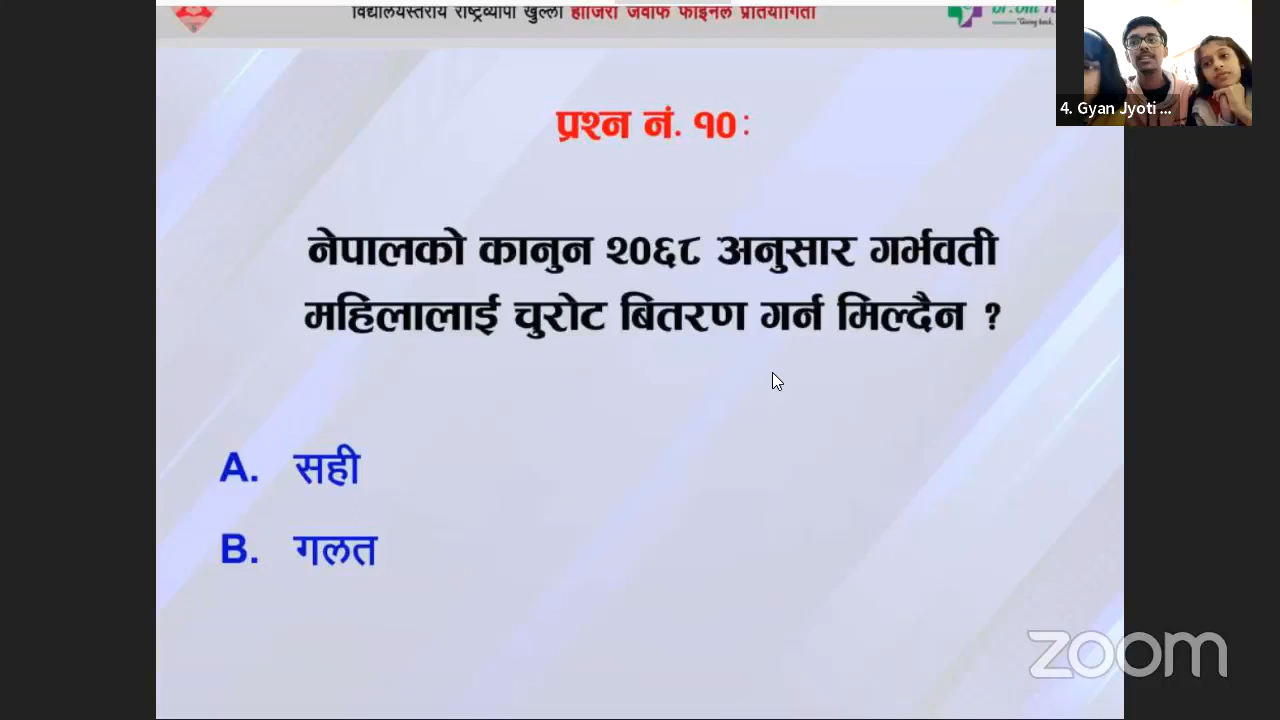 विद्यालयस्तरीय राष्ट्रव्यापी खुल्ला हाजिरी जवाफ फाइनल प्रतियोगिता
4. Gyan Jyoti ...
प्रश्न नं. १०:
नेपालको कानुन २०६८ अनुसार गर्भवती
महिलालाई चुरोट बितरण गर्न मिल्दैन ?
A. सही
B. गलत
zoom